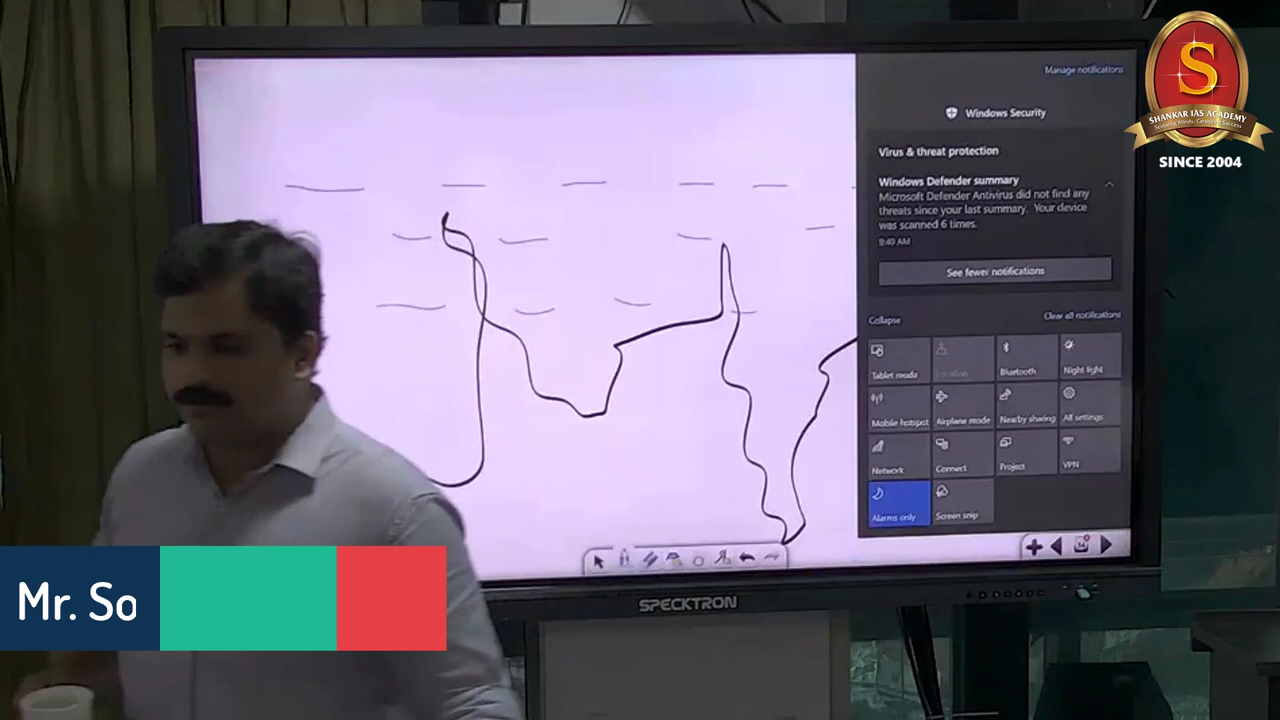 Manage notifications
Windows Security
Virus & threat protection
Windows Defender summary
Microsoft Defender Antivirus did not find any
threats since your last summary. Your device
was scanned 6 times.
9:49 AM
See fewer notifications
Collapse
Clear all notifications
Tablet mode
Location
Bluetooth
Night light
Mobile hotspot
Airplane mode
Nearby sharing
All settings
Network
Connect
Project
VPN
Alarms only
Screen snip
SPECKTRON
S
SHANKAR IAS ACADEMY
SINCE 2004
Mr. So